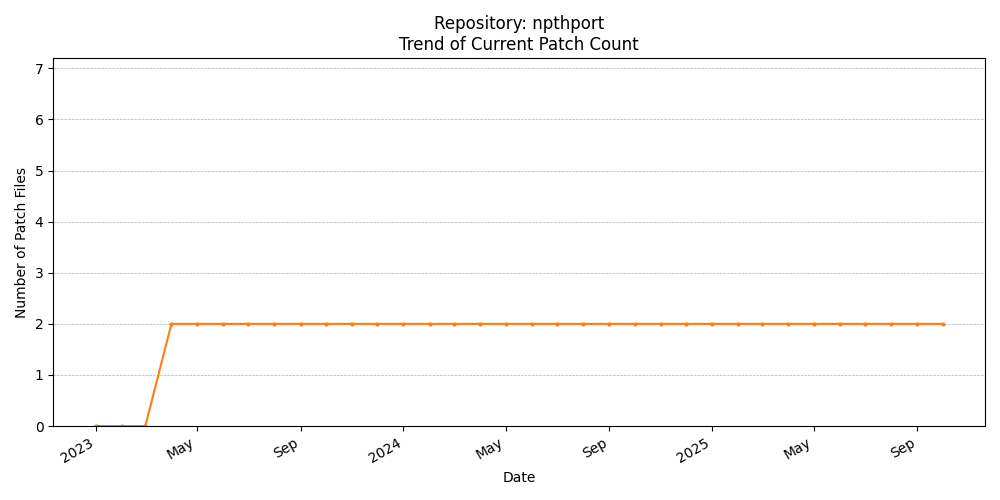 Repository: npthport
Trend of Current Patch Count
Number of Patch Files
7
6
5
4
3
2
1
0
2023
May
Sep
2024
May
Sep
2025
May
Sep
Date